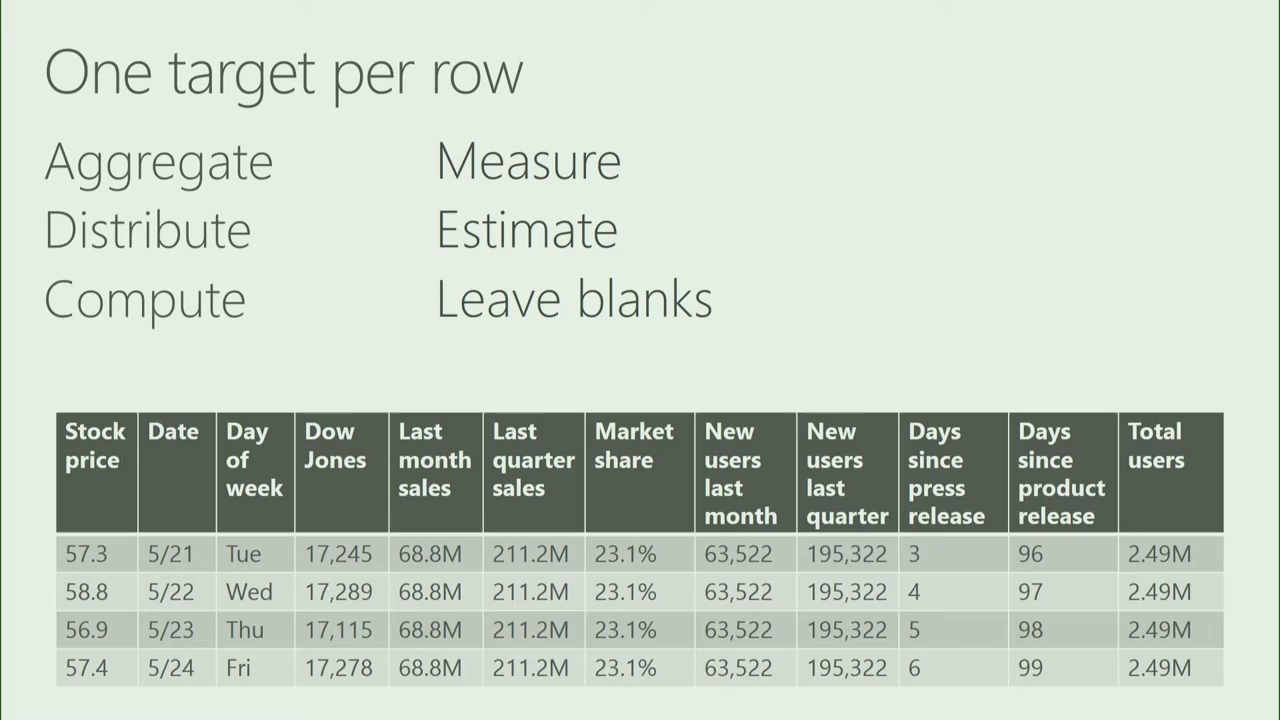 One target per row
Aggregate Measure
Distribute Estimate
Compute Leave blanks
Stock price Date Day of week Dow Jones Last month sales Last quarter sales Market share New users last month New users last quarter Days since press release Days since product release Total users
57.3 5/21 Tue 17,245 68.8M 211.2M 23.1% 63,522 195,322 3 96 2.49M
58.8 5/22 Wed 17,289 68.8M 211.2M 23.1% 63,522 195,322 4 97 2.49M
56.9 5/23 Thu 17,115 68.8M 211.2M 23.1% 63,522 195,322 5 98 2.49M
57.4 5/24 Fri 17,278 68.8M 211.2M 23.1% 63,522 195,322 6 99 2.49M